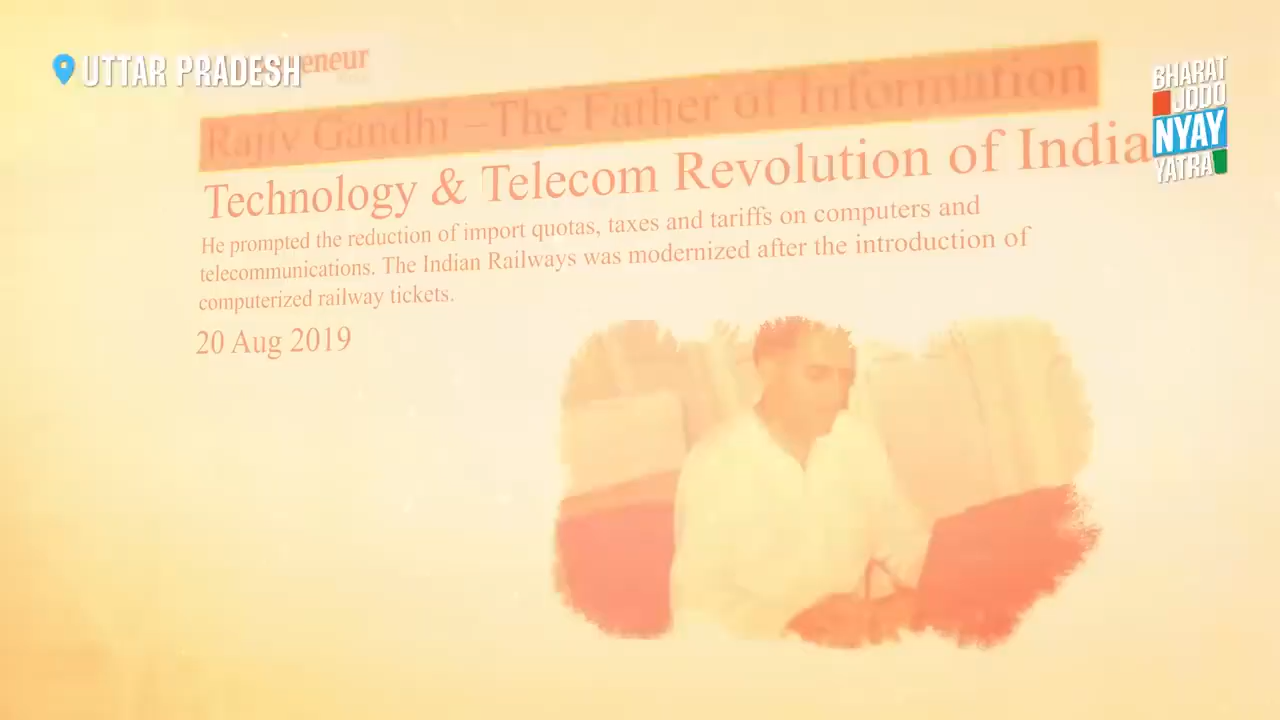 UTTAR PRADESH
eneur
Rajiv Gandhi –The Father of Information
Technology & Telecom Revolution of India
He prompted the reduction of import quotas, taxes and tariffs on computers and
telecommunications. The Indian Railways was modernized after the introduction of
computerized railway tickets.
20 Aug 2019
BHARAT
JODO
NYAY
YATRA